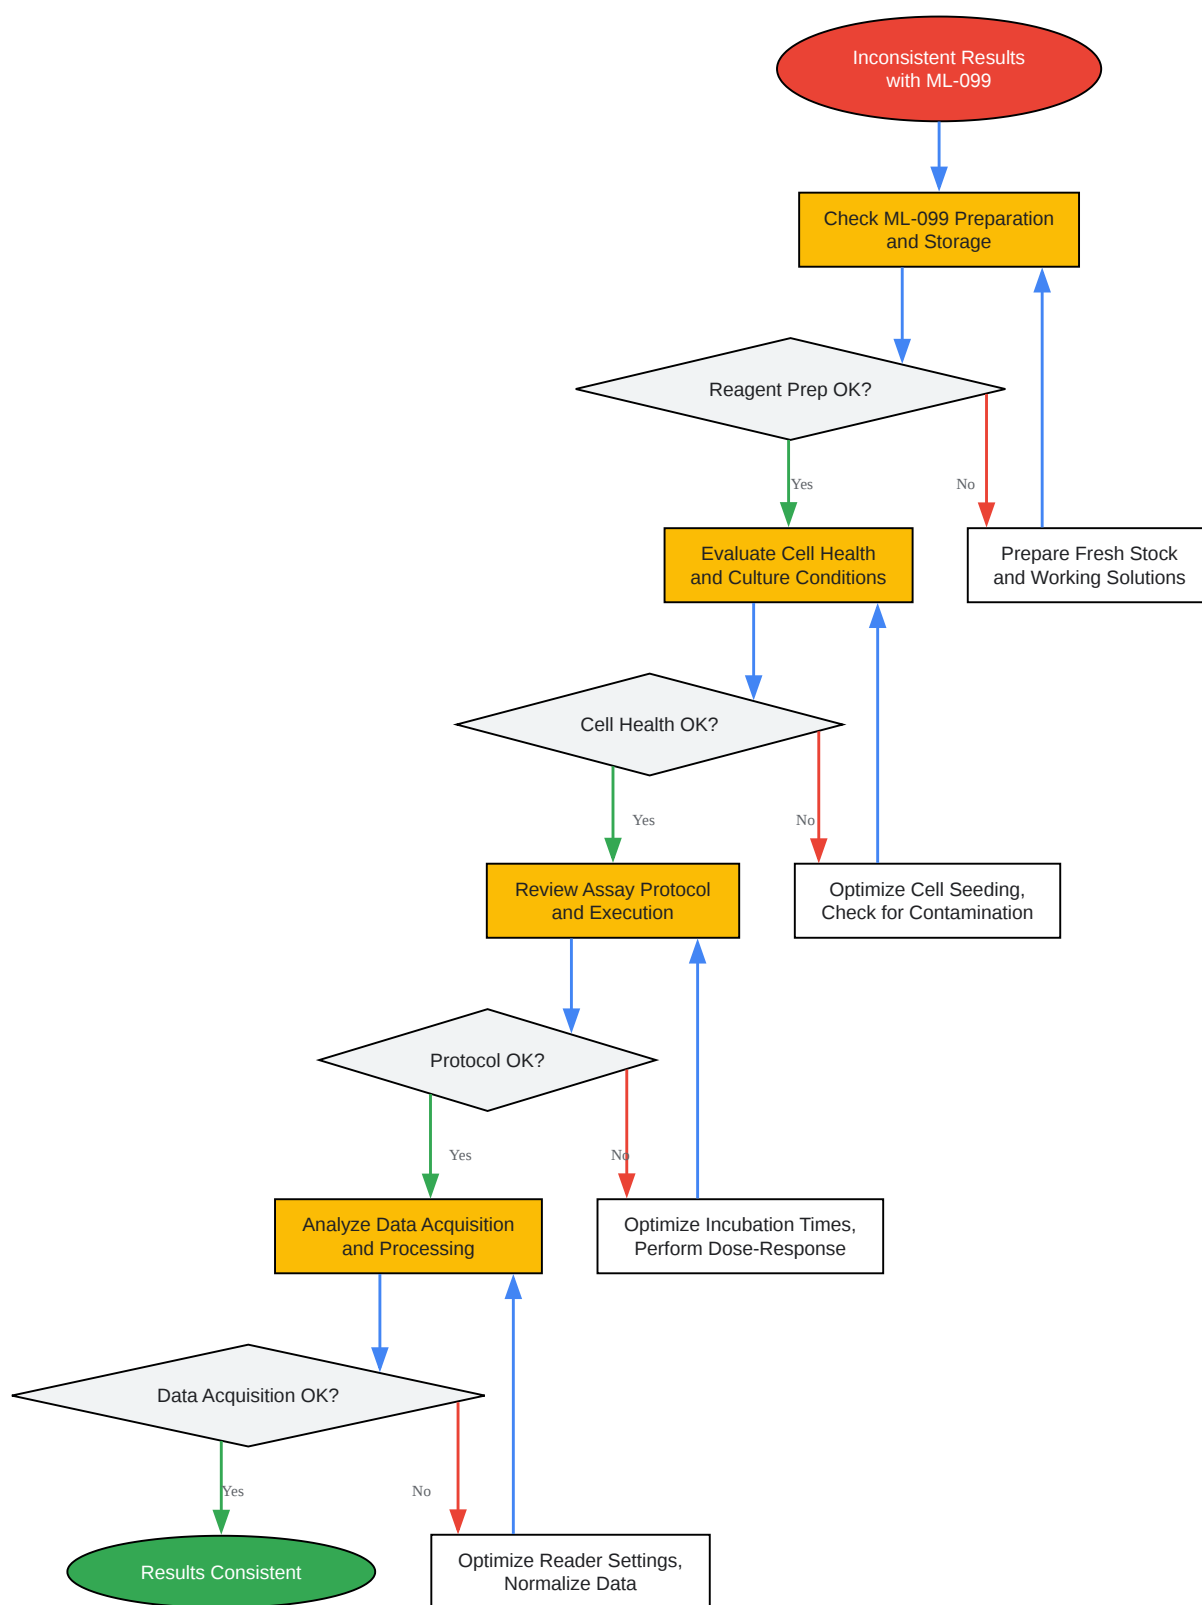 Inconsistent Results
with ML-099
Check ML-099 Preparation
and Storage
Reagent Prep OK?
Yes
No
Evaluate Cell Health
and Culture Conditions
Prepare Fresh Stock
and Working Solutions
Cell Health OK?
Yes
No
Review Assay Protocol
and Execution
Optimize Cell Seeding,
Check for Contamination
Protocol OK?
Yes
No
Analyze Data Acquisition
and Processing
Optimize Incubation Times,
Perform Dose-Response
Data Acquisition OK?
Yes
No
Results Consistent
Optimize Reader Settings,
Normalize Data